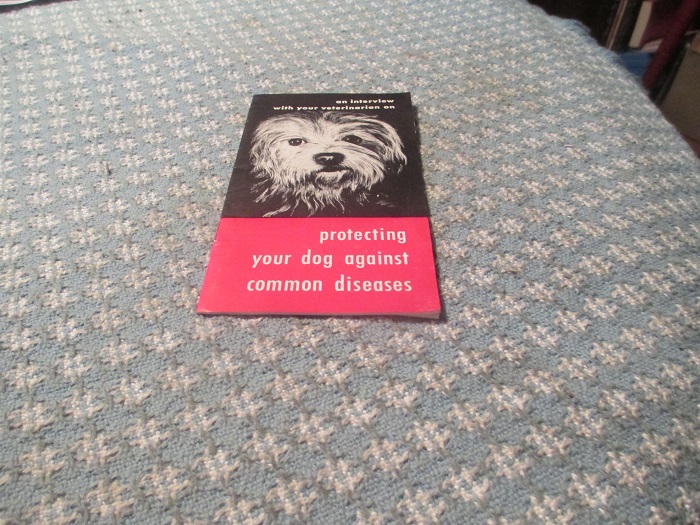 an interview
with your veterinarian on
protecting
your dog against
common diseases